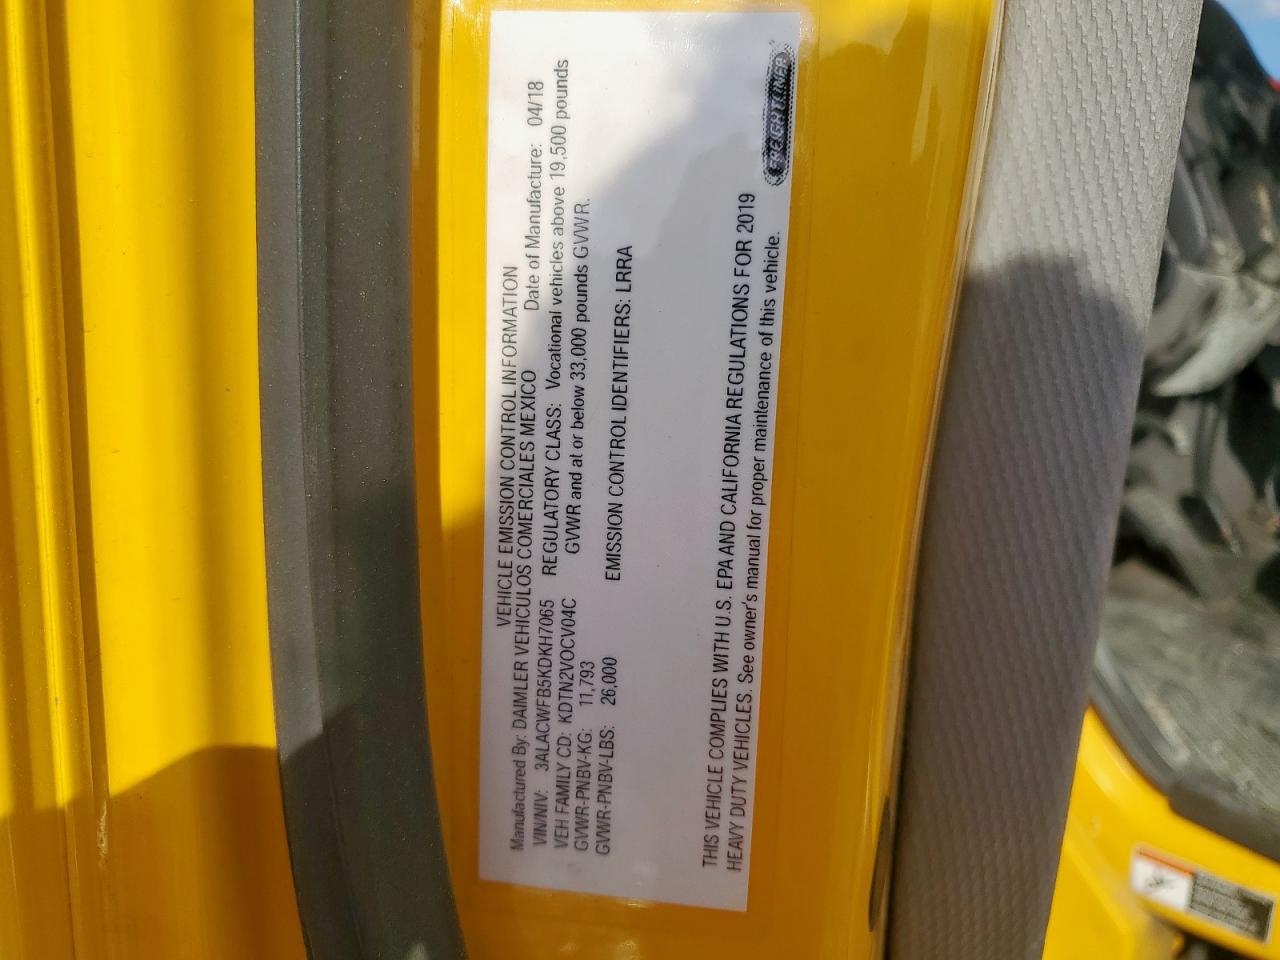 VEHICLE EMISSION CONTROL INFORMATION
Manufactured By: DAIMLER VEHICULOS COMERCIALES MEXICO Date of Manufacture: 04/18
VIN/NIV: 3ALACWFB5KDKH7065 REGULATORY CLASS: Vocational vehicles above 19,500 pounds
VEH FAMILY CD: KDTN2VOCV04C GVWR and at or below 33,000 pounds GVWR.
GVWR-PNBV-KG: 11,793
GVWR-PNBV-LBS: 26,000 EMISSION CONTROL IDENTIFIERS: LRRA
THIS VEHICLE COMPLIES WITH U.S. EPA AND CALIFORNIA REGULATIONS FOR 2019
HEAVY DUTY VEHICLES. See owner's manual for proper maintenance of this vehicle.
FREIGHTLINER